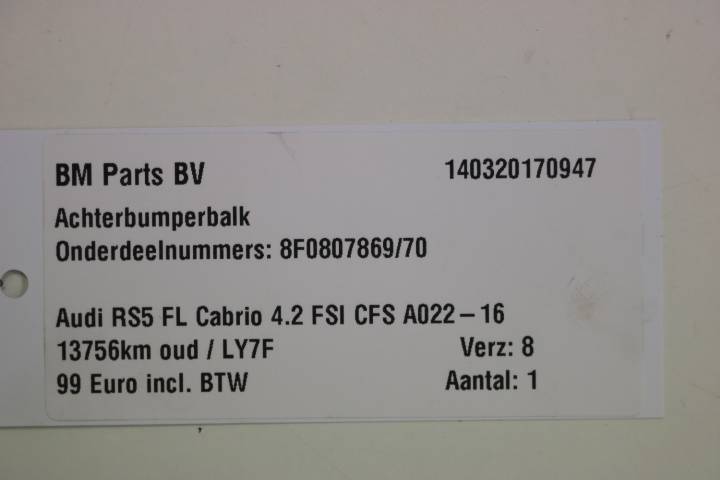 BM Parts BV 140320170947
Achterbumperbalk
Onderdeelnummers: 8F0807869/70
Audi RS5 FL Cabrio 4.2 FSI CFS A022-16
13756km oud / LY7F Verz: 8
99 Euro incl. BTW Aantal: 1